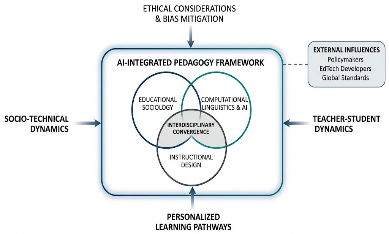 ETHICAL CONSIDERATIONS
& BIAS MITIGATION
EXTERNAL INFLUENCES
Policymakers
EdTech Developers
Global Standards
AI-INTEGRATED PEDAGOGY FRAMEWORK
EDUCATIONAL
SOCIOLOGY
COMPUTATIONAL
LINGUISTICS & AI
SOCIO-TECHNICAL
DYNAMICS
INTERDISCIPLINARY
CONVERGENCE
TEACHER-STUDENT
DYNAMICS
INSTRUCTIONAL
DESIGN
PERSONALIZED
LEARNING PATHWAYS